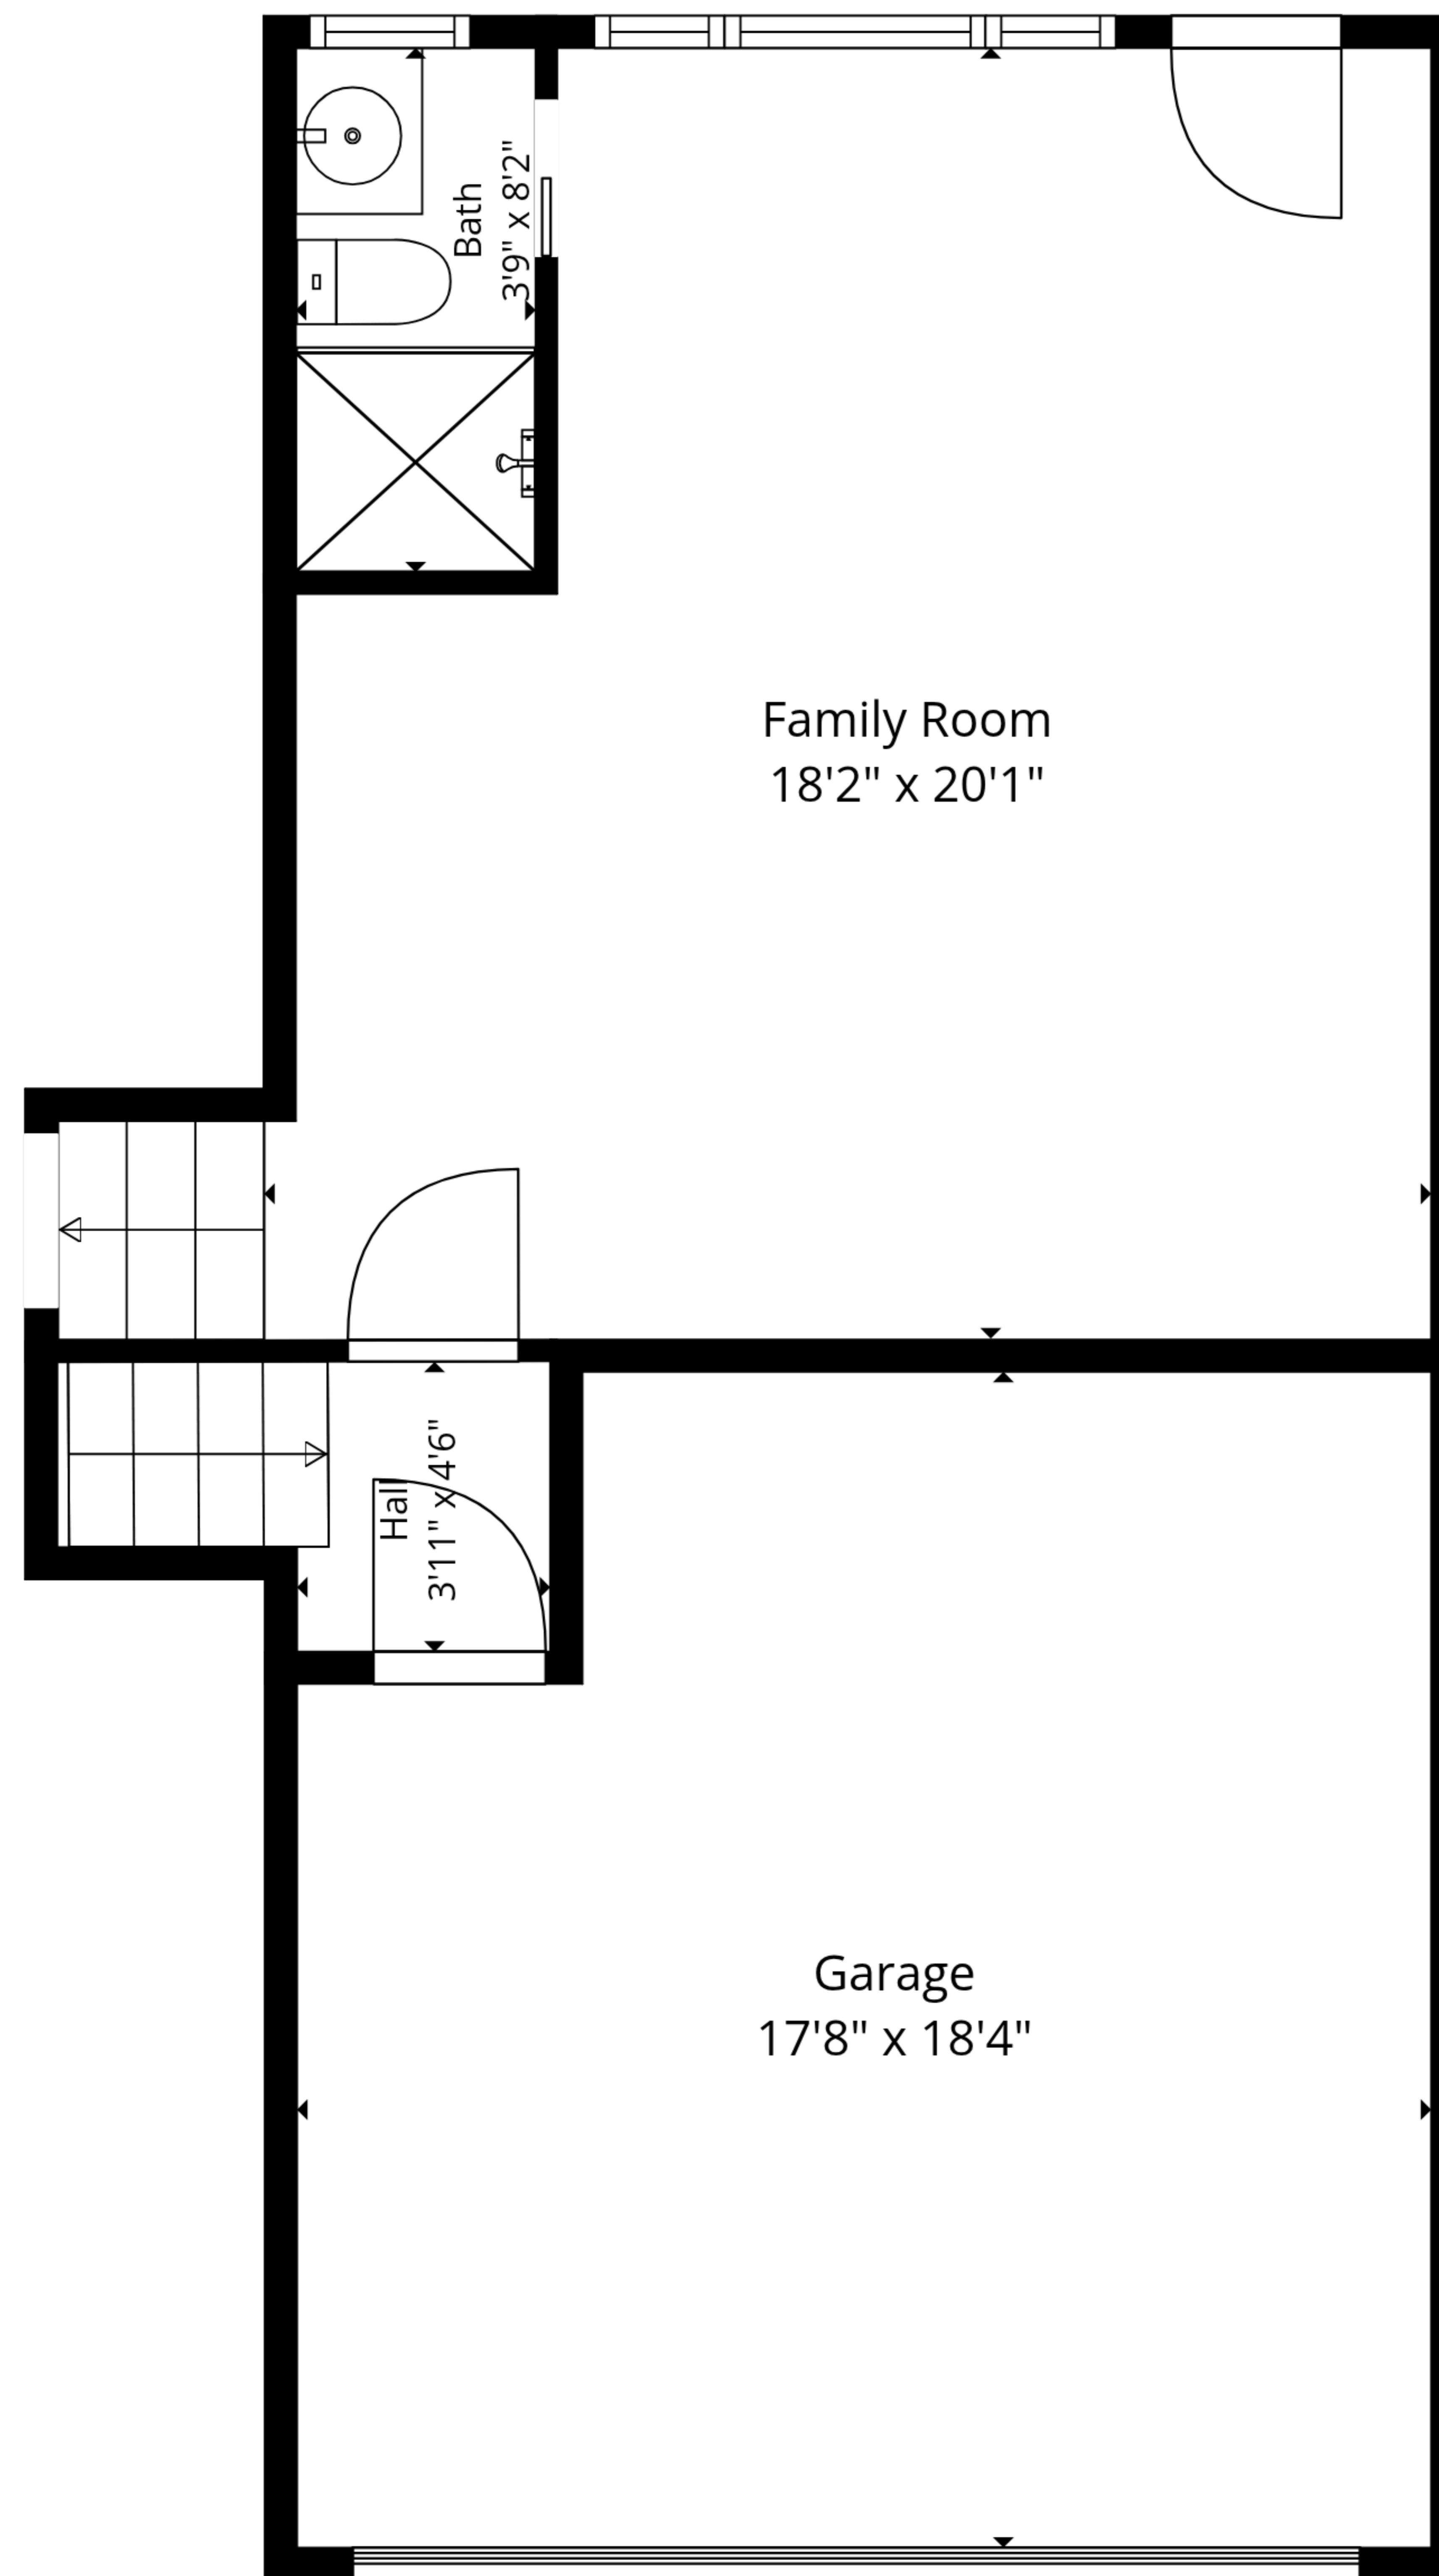 Bath
3'9" x 8'2"
Family Room
18'2" x 20'1"
Hall
3'11" x 4'6"
Garage
17'8" x 18'4"